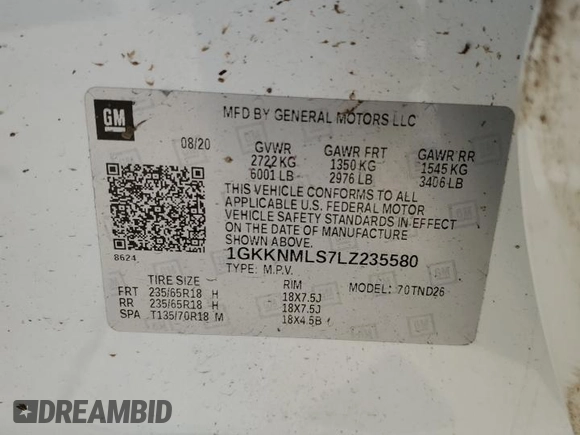 GM
MFD BY GENERAL MOTORS LLC
08/20 GVWR GAWR FRT GAWR RR
2722 KG 1350 KG 1545 KG
6001 LB 2976 LB 3406 LB
THIS VEHICLE CONFORMS TO ALL
APPLICABLE U.S. FEDERAL MOTOR
VEHICLE SAFETY STANDARDS IN EFFECT
ON THE DATE OF MANUFACTURE
SHOWN ABOVE.
8624 1GKKNMLS7LZ235580
TYPE: M.P.V.
TIRE SIZE RIM MODEL: 70TND26
FRT 235/65R18 H 18X7.5J
RR 235/65R18 H 18X7.5J
SPA T135/70R18 M 18X4.5B
DREAMBID